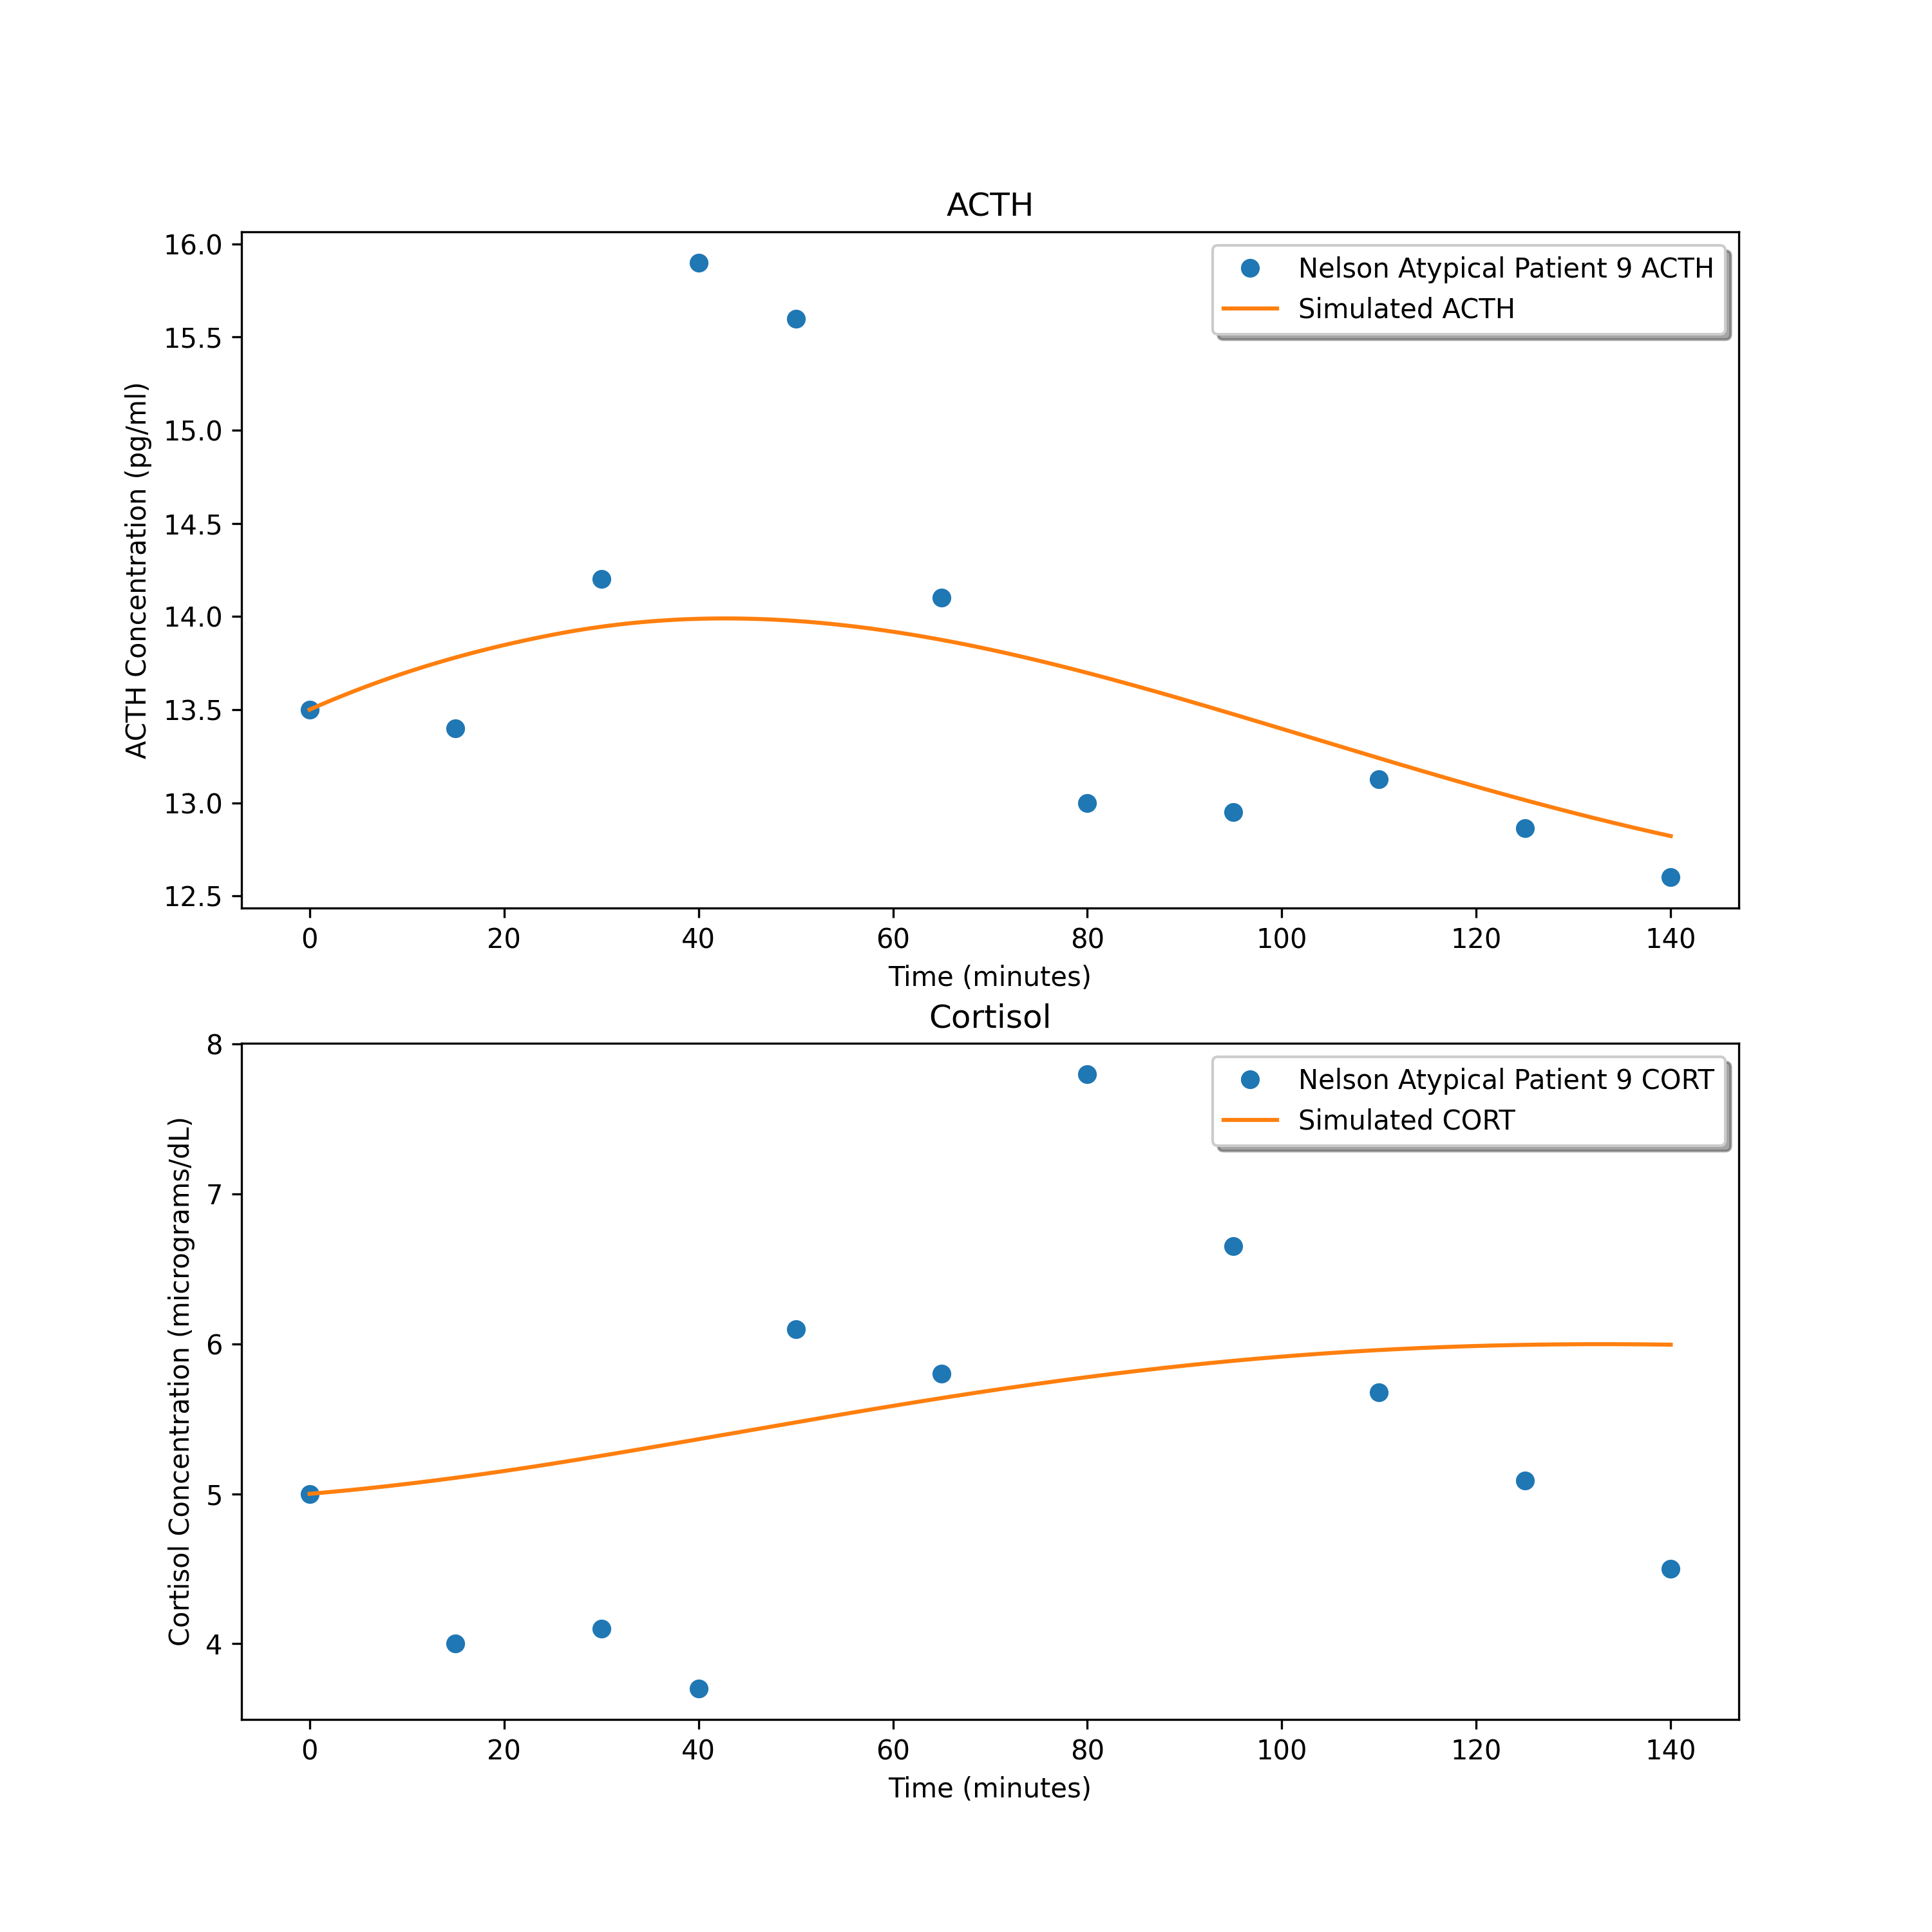 ACTH
16.0
15.5
15.0
14.5
14.0
13.5
13.0
12.5
ACTH Concentration (pg/ml)
Nelson Atypical Patient 9 ACTH
Simulated ACTH
0 20 40 60 80 100 120 140
Time (minutes)
Cortisol
8
7
6
5
4
Cortisol Concentration (micrograms/dL)
Nelson Atypical Patient 9 CORT
Simulated CORT
0 20 40 60 80 100 120 140
Time (minutes)